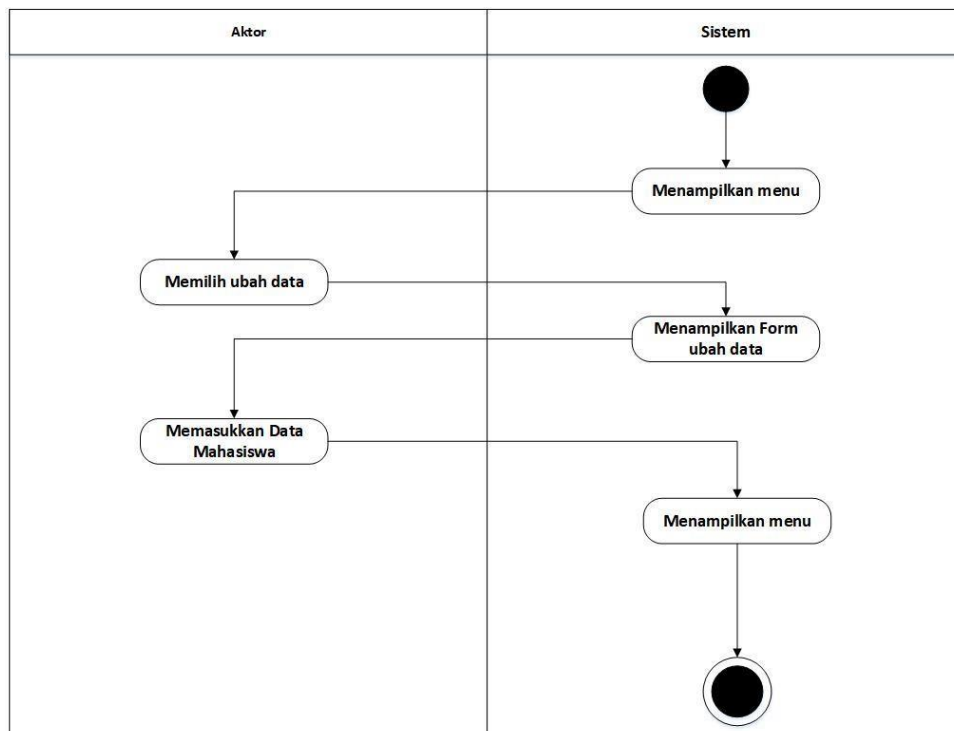 Aktor
Sistem
Menampilkan menu
Memilih ubah data
Menampilkan Form
ubah data
Memasukkan Data
Mahasiswa
Menampilkan menu